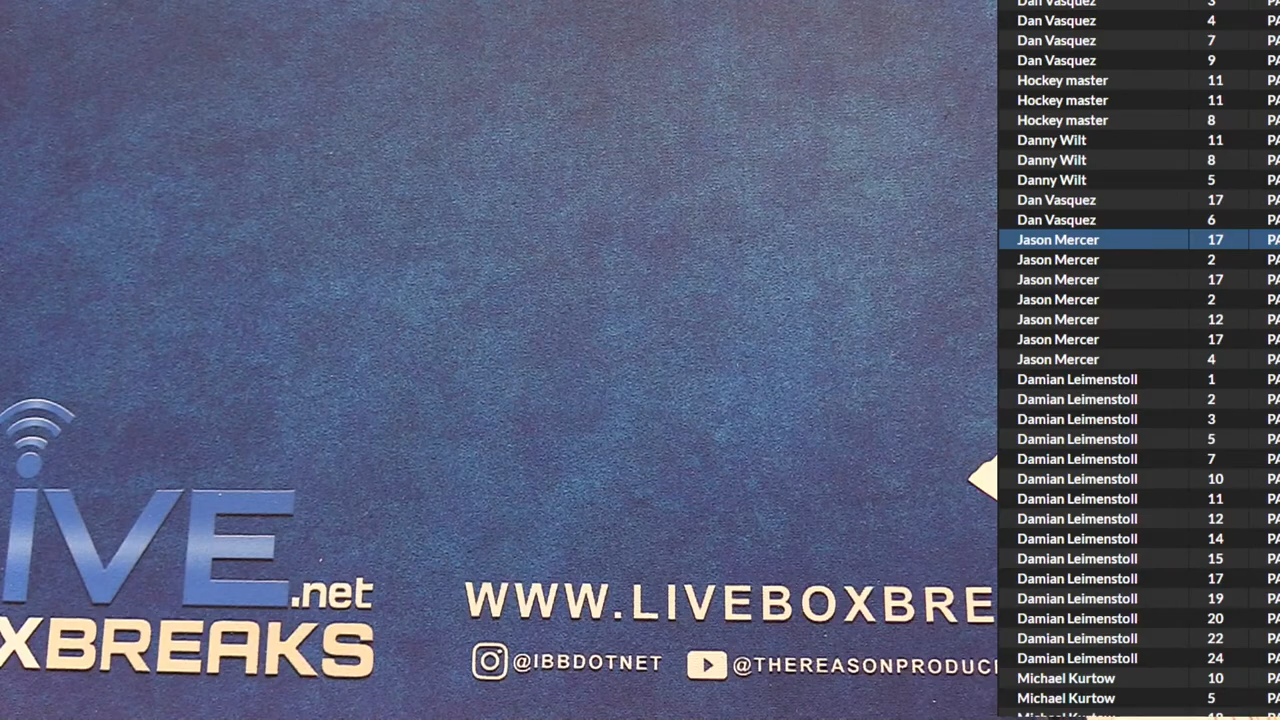 Dan Vasquez 3
Dan Vasquez 4
Dan Vasquez 7
Dan Vasquez 9
Hockey master 11
Hockey master 11
Hockey master 8
Danny Wilt 11
Danny Wilt 8
Danny Wilt 5
Dan Vasquez 17
Dan Vasquez 6
Jason Mercer 17
Jason Mercer 2
Jason Mercer 17
Jason Mercer 2
Jason Mercer 12
Jason Mercer 17
Jason Mercer 4
Damian Leimenstoll 1
Damian Leimenstoll 2
Damian Leimenstoll 3
Damian Leimenstoll 5
Damian Leimenstoll 7
Damian Leimenstoll 10
Damian Leimenstoll 11
Damian Leimenstoll 12
Damian Leimenstoll 14
Damian Leimenstoll 15
Damian Leimenstoll 17
Damian Leimenstoll 19
Damian Leimenstoll 20
Damian Leimenstoll 22
Damian Leimenstoll 24
Michael Kurtow 10
Michael Kurtow 5
iVE.net
XBREAKS
WWW.LIVEBOXBRE
@IBBDOTNET @THEREASONPRODUC